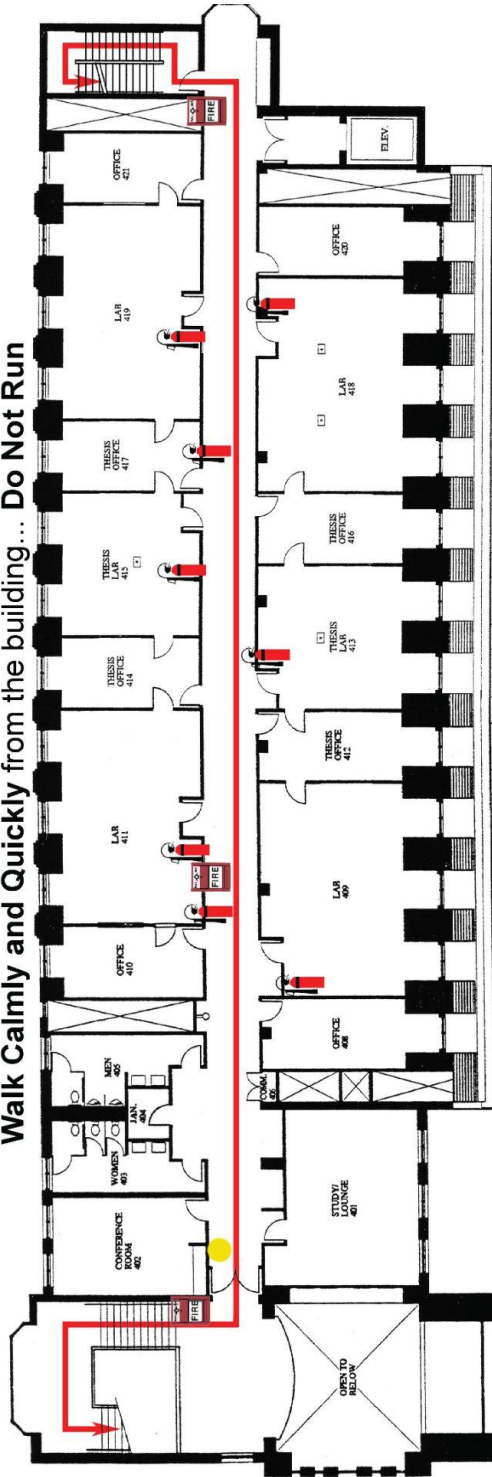 Walk Calmly and Quickly from the building... Do Not Run
CONFERENCE
ROOM
402
WOMEN
403
JAN.
404
MEN
405
OFFICE
410
LAB
411
THESIS
OFFICE
414
THESIS
LAB
415
THESIS
OFFICE
417
LAB
419
OFFICE
421
FIRE
FIRE
FIRE
OPEN TO
BELOW
STUDY/
LOUNGE
401
COMM.
406
OFFICE
408
LAB
409
THESIS
OFFICE
412
THESIS
LAB
413
THESIS
OFFICE
416
LAB
418
OFFICE
420
ELEV.